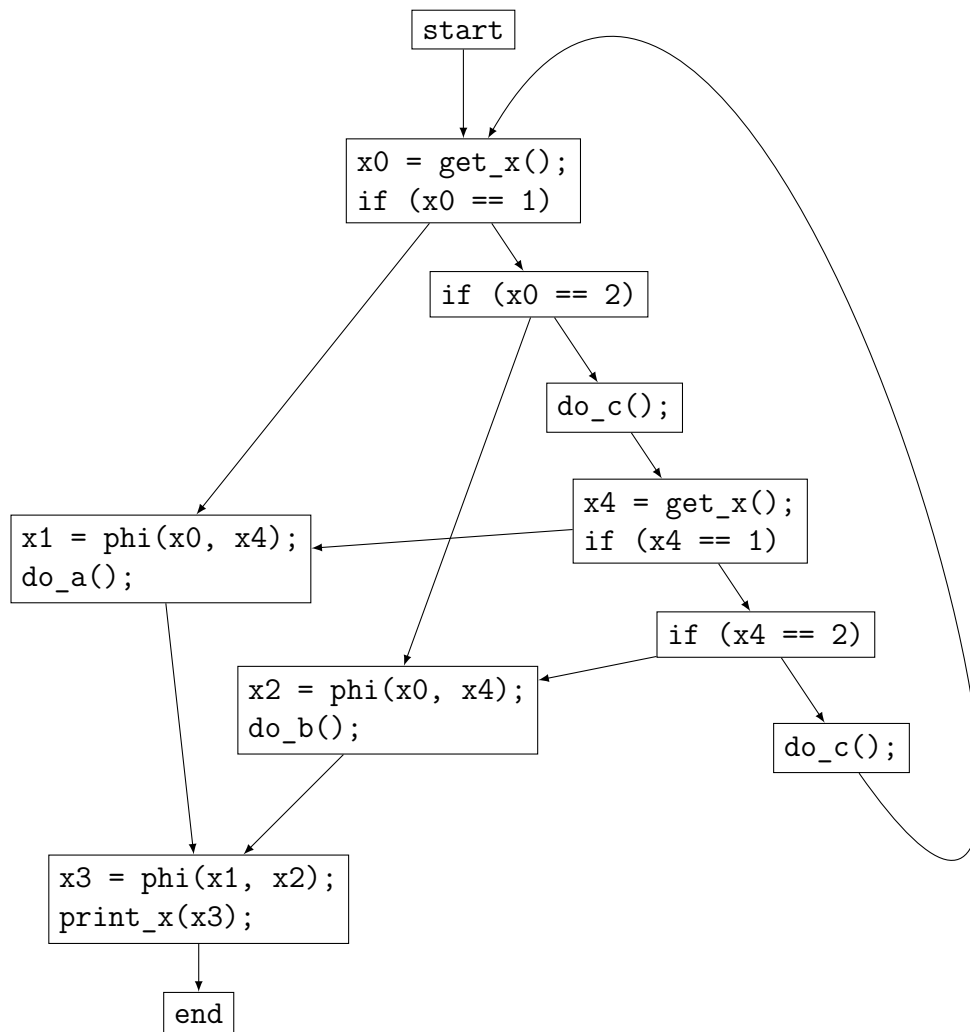 start
x0 = get_x();
if (x0 == 1)
if (x0 == 2)
do_c();
x4 = get_x();
if (x4 == 1)
x1 = phi(x0, x4);
do_a();
if (x4 == 2)
x2 = phi(x0, x4);
do_b();
do_c();
x3 = phi(x1, x2);
print_x(x3);
end